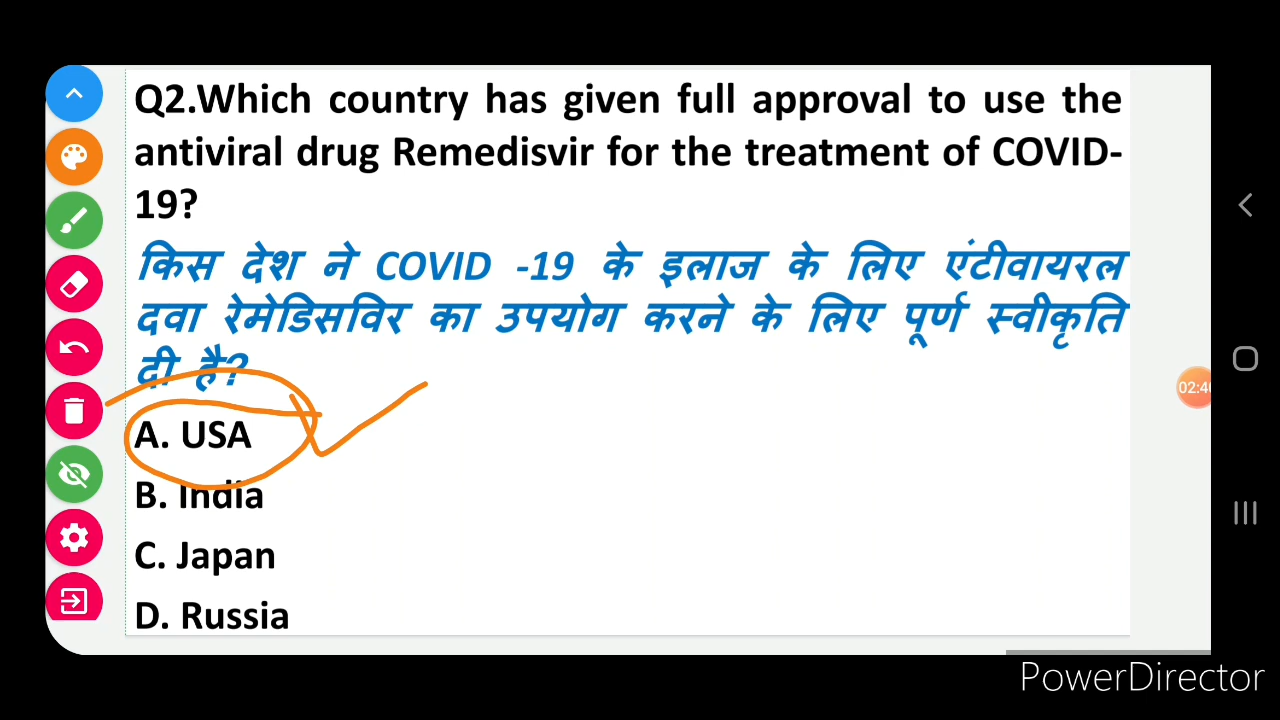 Q2.Which country has given full approval to use the
antiviral drug Remedisvir for the treatment of COVID-
19?
किस देश ने COVID -19 के इलाज के लिए एंटीवायरल
दवा रेमेडिसविर का उपयोग करने के लिए पूर्ण स्वीकृति
दी है?
A. USA
B. India
C. Japan
D. Russia
PowerDirector